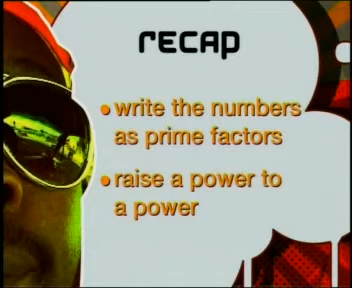 recap
• write the numbers
as prime factors
• raise a power to
a power